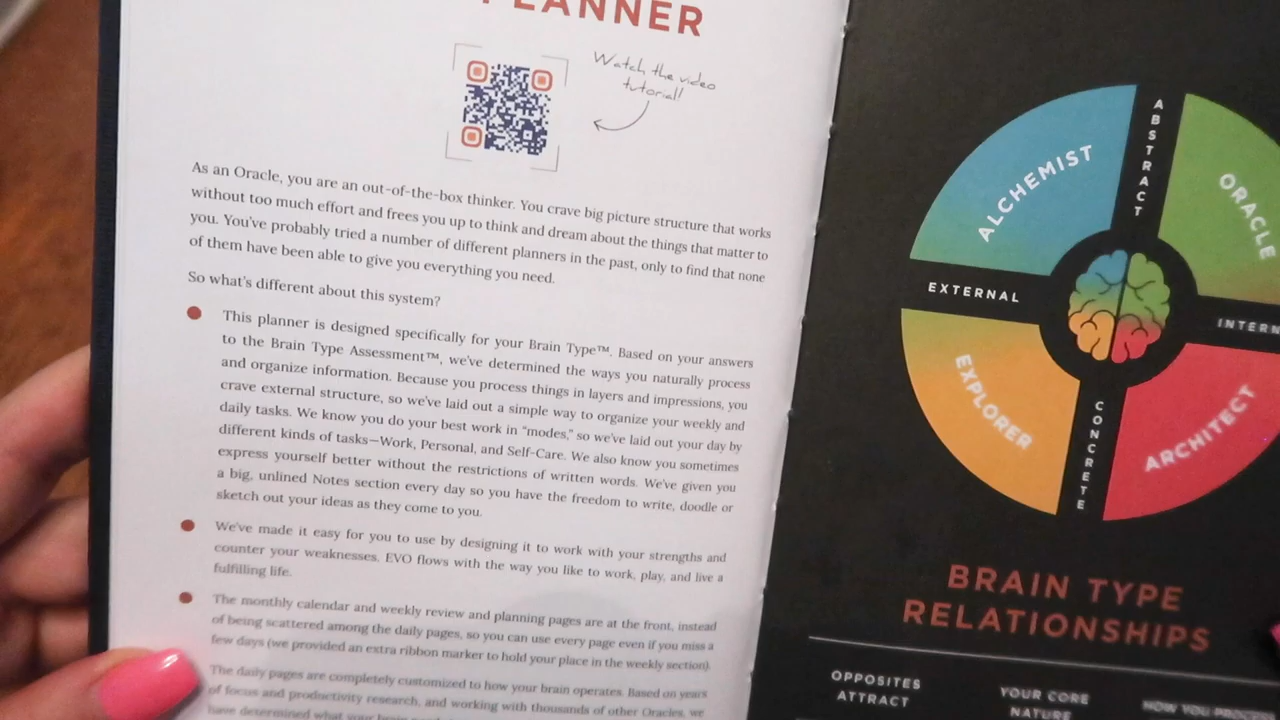 PLANNER
Watch the video
tutorial!
As an Oracle, you are an out-of-the-box thinker. You crave big picture structure that works
without too much effort and frees you up to think and dream about the things that matter to
you. You've probably tried a number of different planners in the past, only to find that none
of them have been able to give you everything you need.
So what's different about this system?
This planner is designed specifically for your Brain Type™. Based on your answers
to the Brain Type Assessment™, we've determined the ways you naturally process
and organize information. Because you process things in layers and impressions, you
crave external structure, so we've laid out a simple way to organize your weekly and
daily tasks. We know you do your best work in "modes," so we've laid out your day by
different kinds of tasks—Work, Personal, and Self-Care. We also know you sometimes
express yourself better without the restrictions of written words. We've given you
a big, unlined Notes section every day so you have the freedom to write, doodle or
sketch out your ideas as they come to you.
We've made it easy for you to use by designing it to work with your strengths and
counter your weaknesses. EVO flows with the way you like to work, play, and live a
fulfilling life.
The monthly calendar and weekly review and planning pages are at the front, instead
of being scattered among the daily pages, so you can use every page even if you miss a
few days (we provided an extra ribbon marker to hold your place in the weekly section).
The daily pages are completely customized to how your brain operates. Based on years
of focus and productivity research, and working with thousands of other Oracles, we
have determined what your brain
ABSTRACT
ALCHEMIST
ORACLE
EXTERNAL
INTERN
EXPLORER
ARCHITECT
CONCRETE
BRAIN TYPE
RELATIONSHIPS
OPPOSITES
ATTRACT
YOUR CORE
NATURE
HOW YOU PROCES